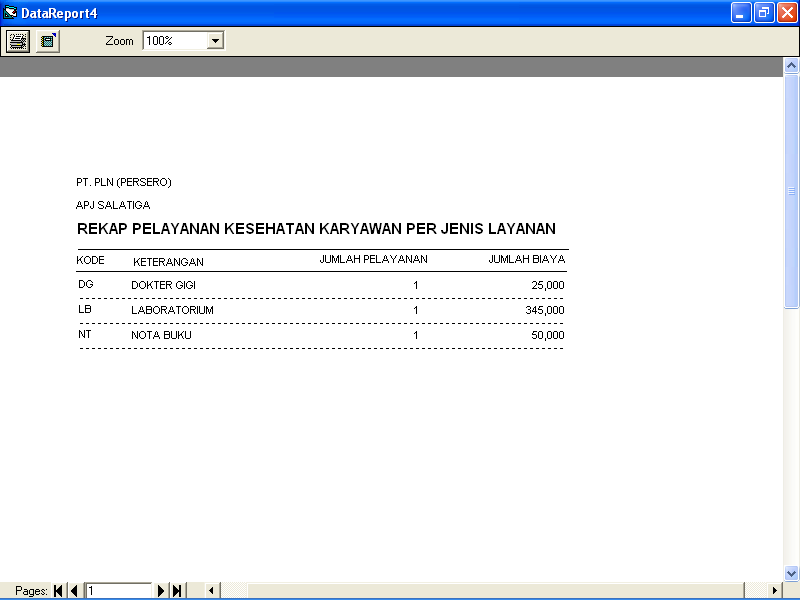 DataReport4
Zoom 100%
PT. PLN (PERSERO)
APJ SALATIGA
REKAP PELAYANAN KESEHATAN KARYAWAN PER JENIS LAYANAN
KODE KETERANGAN JUMLAH PELAYANAN JUMLAH BIAYA
DG DOKTER GIGI 1 25,000
LB LABORATORIUM 1 345,000
NT NOTA BUKU 1 50,000
Pages: 1